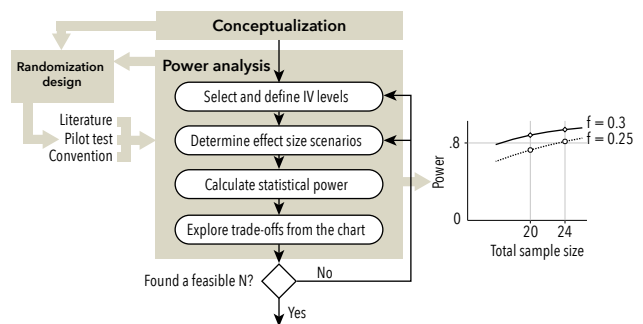 Conceptualization
Randomization
design
Power analysis
Select and define IV levels
Literature
Pilot test
Convention
Determine effect size scenarios
Calculate statistical power
Explore trade-offs from the chart
Found a feasible N?
No
Yes
f = 0.3
f = 0.25
.8
Power
0
20 24
Total sample size